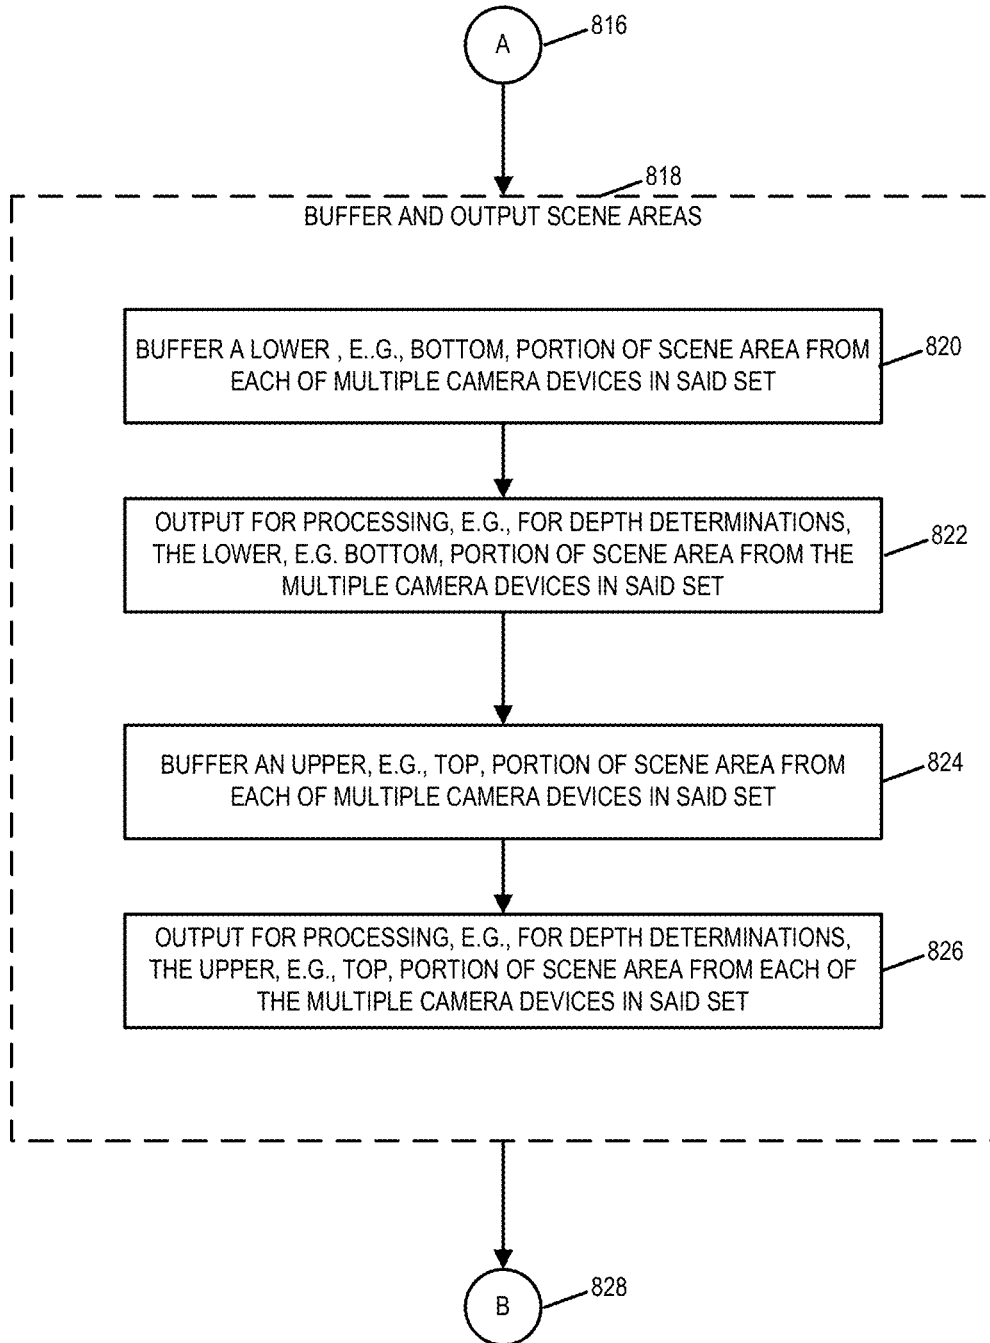 A
816
818
BUFFER AND OUTPUT SCENE AREAS
BUFFER A LOWER , E..G., BOTTOM, PORTION OF SCENE AREA FROM
EACH OF MULTIPLE CAMERA DEVICES IN SAID SET
820
OUTPUT FOR PROCESSING, E.G., FOR DEPTH DETERMINATIONS,
THE LOWER, E.G. BOTTOM, PORTION OF SCENE AREA FROM THE
MULTIPLE CAMERA DEVICES IN SAID SET
822
BUFFER AN UPPER, E.G., TOP, PORTION OF SCENE AREA FROM
EACH OF MULTIPLE CAMERA DEVICES IN SAID SET
824
OUTPUT FOR PROCESSING, E.G., FOR DEPTH DETERMINATIONS,
THE UPPER, E.G., TOP, PORTION OF SCENE AREA FROM EACH OF
THE MULTIPLE CAMERA DEVICES IN SAID SET
826
B
828